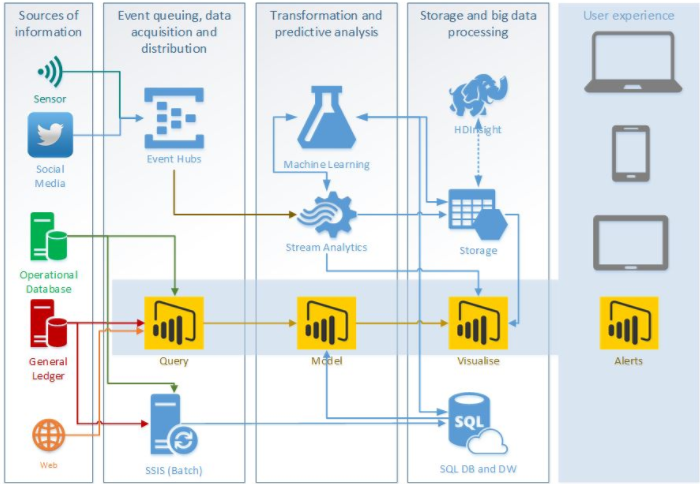 Sources of
information
Event queuing, data
acquisition and
distribution
Transformation and
predictive analysis
Storage and big data
processing
User experience
Sensor
Social
Media
Event Hubs
Machine Learning
HDInsight
Stream Analytics
Storage
Operational
Database
General
Ledger
Query
Model
Visualise
Alerts
Web
SSIS (Batch)
SQL
SQL DB and DW